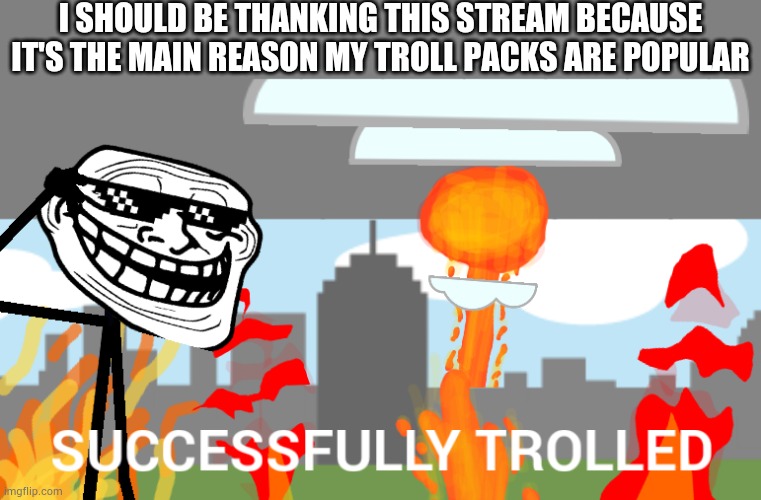 I SHOULD BE THANKING THIS STREAM BECAUSE
IT'S THE MAIN REASON MY TROLL PACKS ARE POPULAR
SUCCESSFULLY TROLLED
imgflip.com